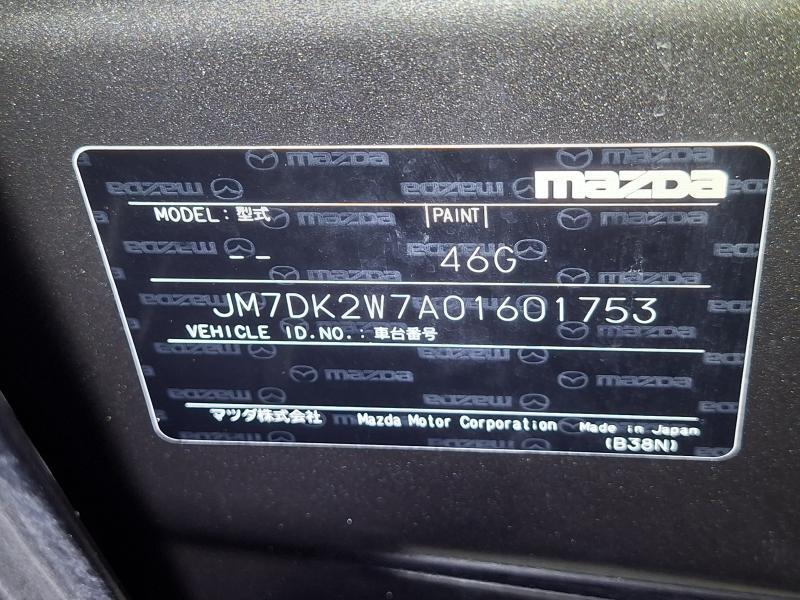 mazda
MODEL：型式 PAINT
-- 46G
JM7DK2W7A01601753
VEHICLE ID.NO.：車台番号
マツダ株式会社 Mazda Motor Corporation Made in Japan
(B38N)